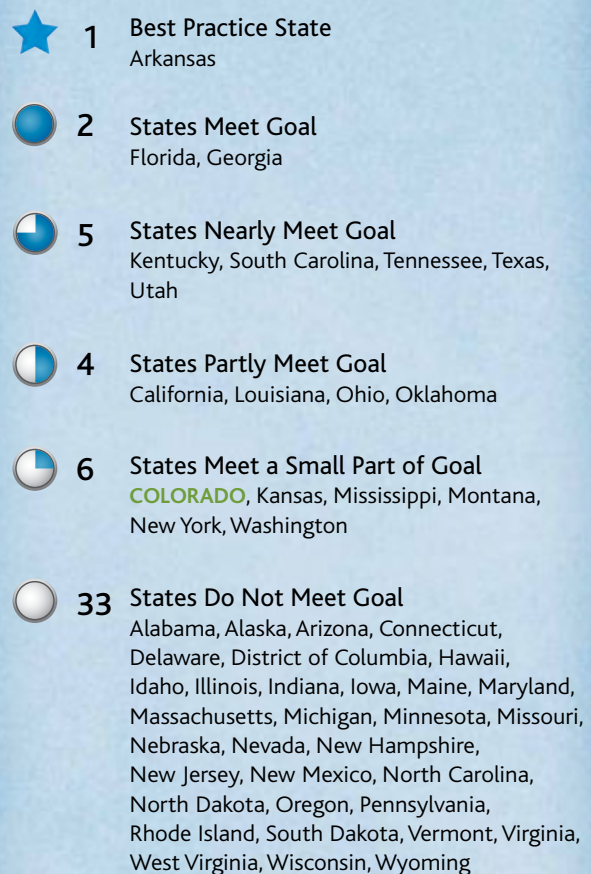 1 Best Practice State
Arkansas
2 States Meet Goal
Florida, Georgia
5 States Nearly Meet Goal
Kentucky, South Carolina, Tennessee, Texas,
Utah
4 States Partly Meet Goal
California, Louisiana, Ohio, Oklahoma
6 States Meet a Small Part of Goal
COLORADO, Kansas, Mississippi, Montana,
New York, Washington
33 States Do Not Meet Goal
Alabama, Alaska, Arizona, Connecticut,
Delaware, District of Columbia, Hawaii,
Idaho, Illinois, Indiana, Iowa, Maine, Maryland,
Massachusetts, Michigan, Minnesota, Missouri,
Nebraska, Nevada, New Hampshire,
New Jersey, New Mexico, North Carolina,
North Dakota, Oregon, Pennsylvania,
Rhode Island, South Dakota, Vermont, Virginia,
West Virginia, Wisconsin, Wyoming